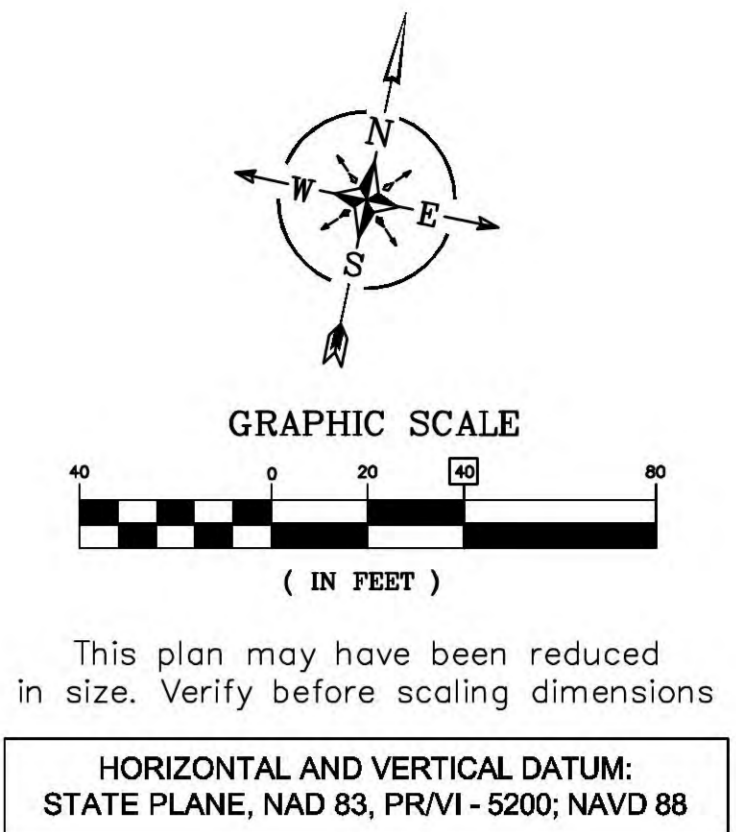 N
W E
S
GRAPHIC SCALE
40 0 20 40 80
( IN FEET )
This plan may have been reduced
in size. Verify before scaling dimensions
HORIZONTAL AND VERTICAL DATUM:
STATE PLANE, NAD 83, PR/VI - 5200; NAVD 88